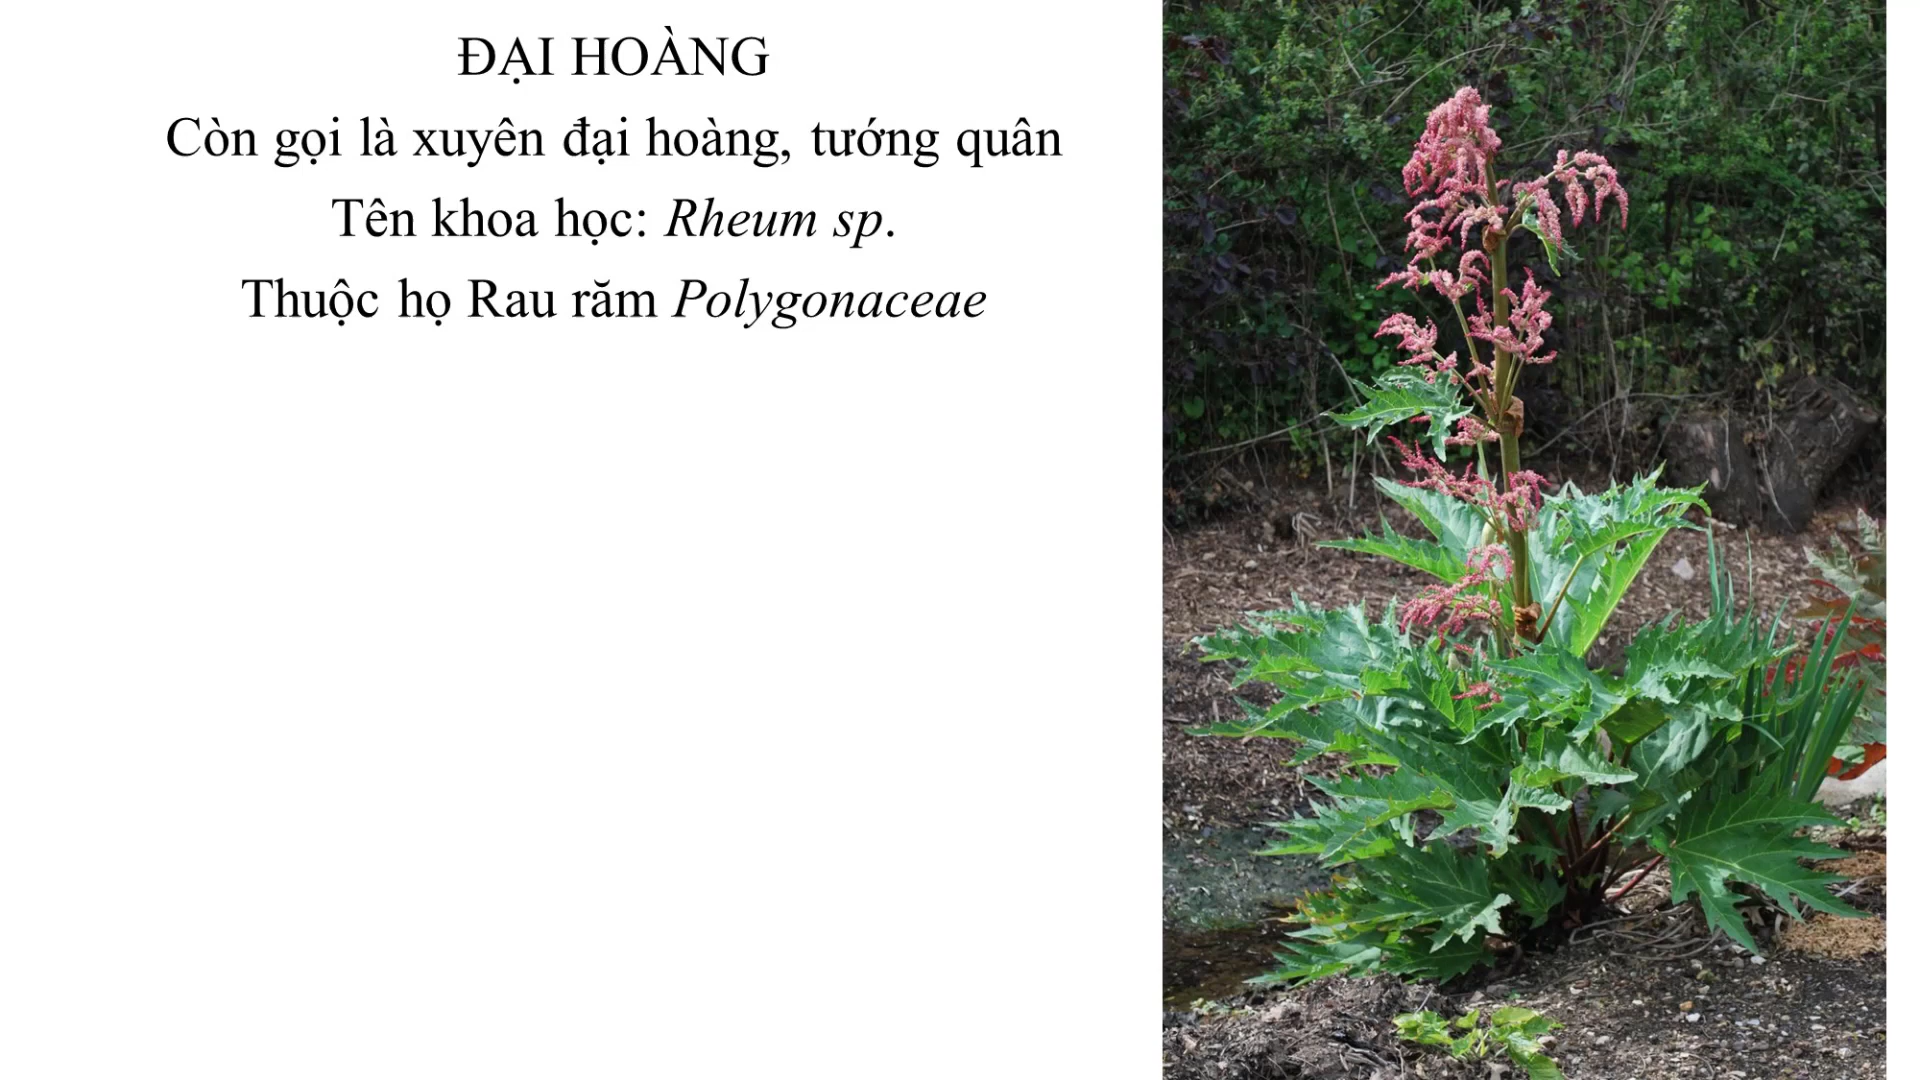 ĐẠI HOÀNG
Còn gọi là xuyên đại hoàng, tướng quân
Tên khoa học: Rheum sp.
Thuộc họ Rau răm Polygonaceae